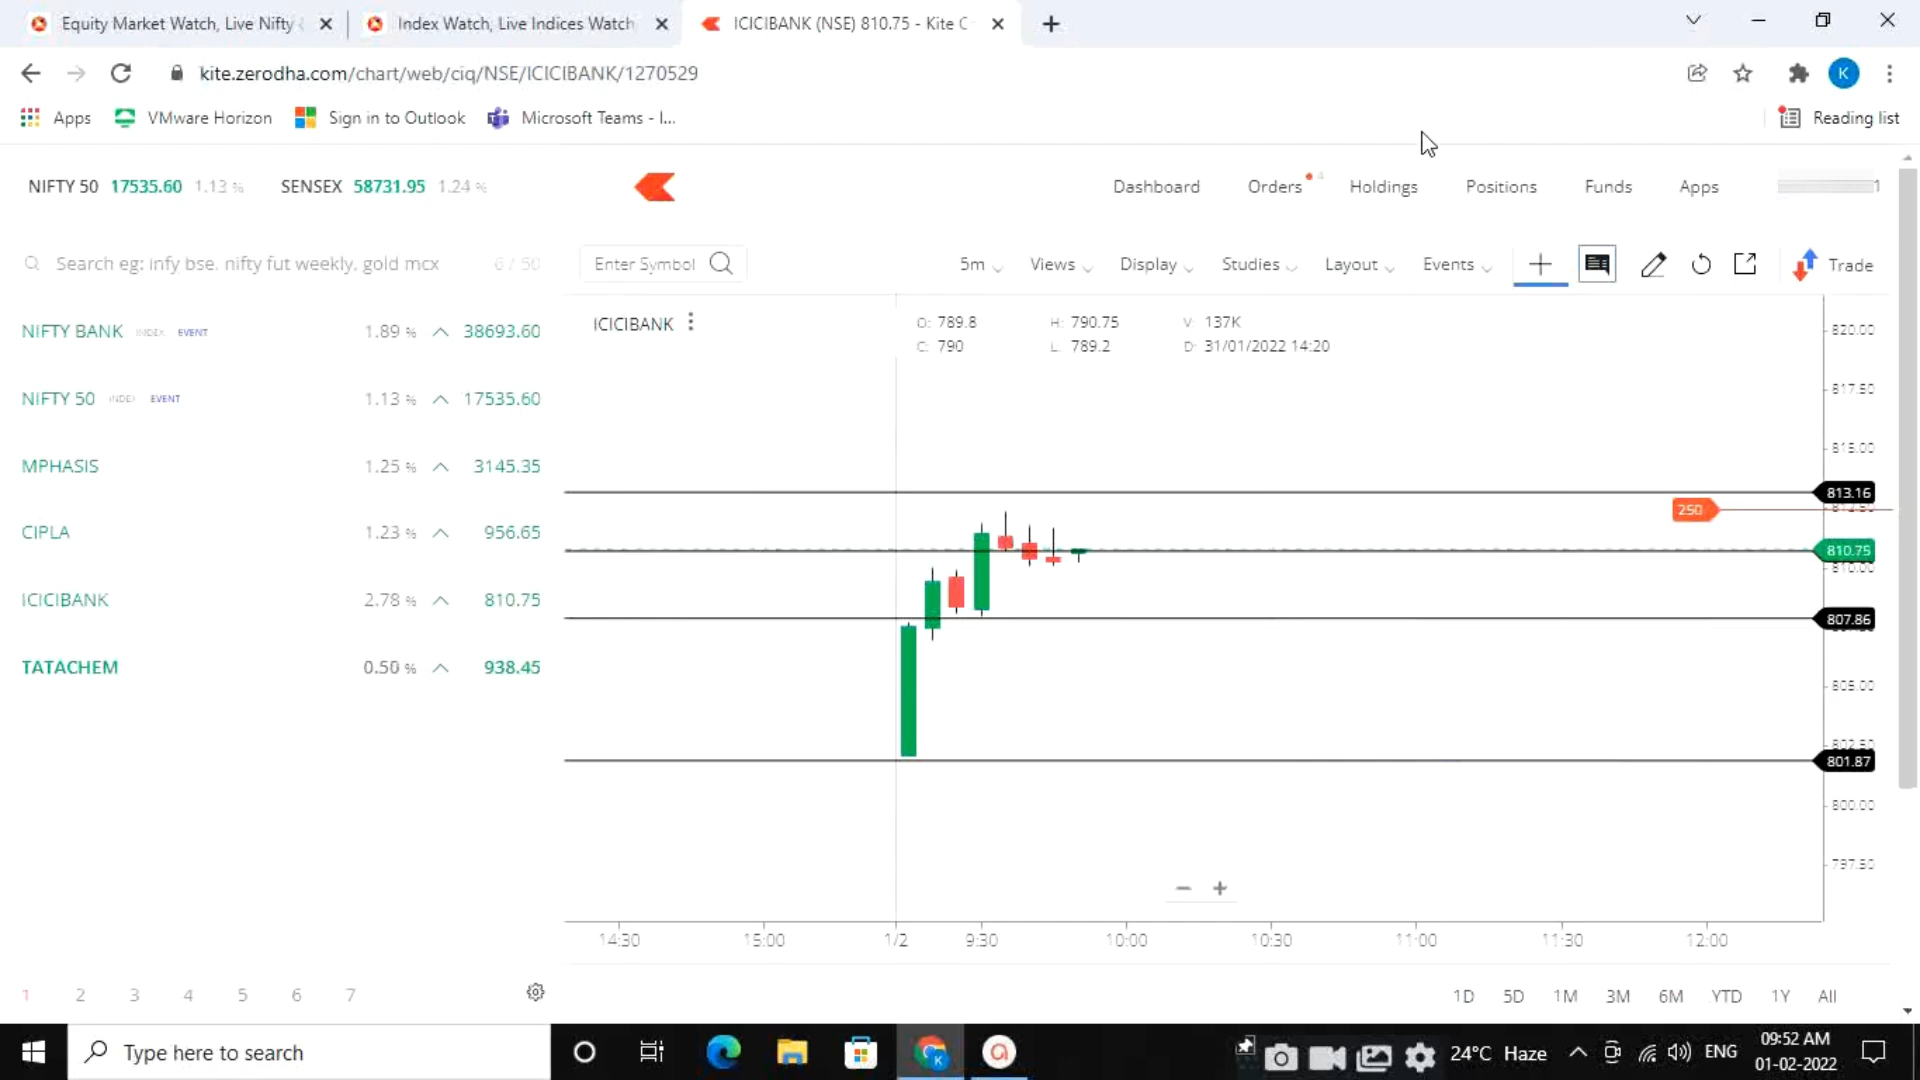 Equity Market Watch, Live Nifty
Index Watch, Live Indices Watch
ICICIBANK (NSE) 810.75 - Kite C
kite.zerodha.com/chart/web/ciq/NSE/ICICIBANK/1270529
K
Apps
VMware Horizon
Sign in to Outlook
Microsoft Teams - I...
Reading list
NIFTY 50 17535.60 1.13 %
SENSEX 58731.95 1.24 %
Dashboard
Orders 4
Holdings
Positions
Funds
Apps
1
Search eg: infy bse, nifty fut weekly, gold mcx
6 / 50
Enter Symbol
5m
Views
Display
Studies
Layout
Events
Trade
NIFTY BANK INDEX EVENT 1.89 % 38693.60
NIFTY 50 INDEX EVENT 1.13 % 17535.60
MPHASIS 1.25 % 3145.35
CIPLA 1.23 % 956.65
ICICIBANK 2.78 % 810.75
TATACHEM 0.50 % 938.45
ICICIBANK
O: 789.8 H: 790.75 V: 137K
C: 790 L: 789.2 D: 31/01/2022 14:20
820.00
817.50
815.00
813.16
812.50
250
810.75
810.00
807.86
805.00
802.50
801.87
800.00
797.50
14:30 15:00 1/2 9:30 10:00 10:30 11:00 11:30 12:00
1 2 3 4 5 6 7
1D 5D 1M 3M 6M YTD 1Y All
Type here to search
K
a
24°C Haze
ENG
09:52 AM
01-02-2022